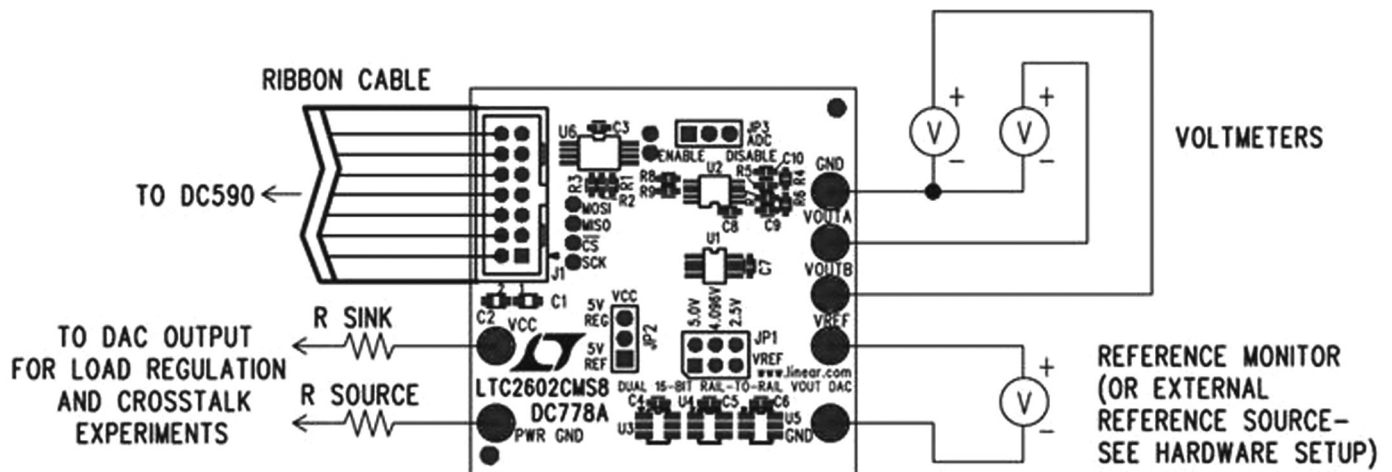 RIBBON CABLE
TO DC590
U6
C3
JP3
ADC
ENABLE
DISABLE
C10
R5
R4
U2
R8
R9
R7
R6
C8
C9
R3
R1
R2
MOSI
MISO
CS
SCK
J1
U1
C7
GND
VOUTA
VOUTB
VREF
VOLTMETERS
V
+
-
V
+
-
2
1
C1
C2
VCC
5V
REG
VCC
JP2
5V
REF
5.0V
4.096V
2.5V
JP1
VREF
www.linear.com
LTC2602CMS8
DUAL 16-BIT RAIL-TO-RAIL VOUT DAC
DC778A
C4
U4
C5
C6
U3
U5
GND
PWR GND
R SINK
R SOURCE
TO DAC OUTPUT
FOR LOAD REGULATION
AND CROSSTALK
EXPERIMENTS
V
+
-
REFERENCE MONITOR
(OR EXTERNAL
REFERENCE SOURCE-
SEE HARDWARE SETUP)